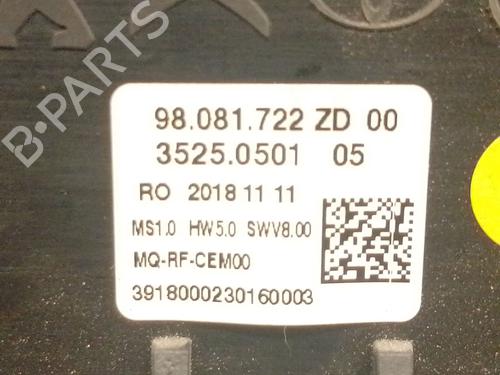 98.081.722 ZD 00
3525.0501 05
RO 2018 11 11
MS1.0 HW5.0 SWV8.00
MQ-RF-CEM00
3918000230160003
B-PARTS